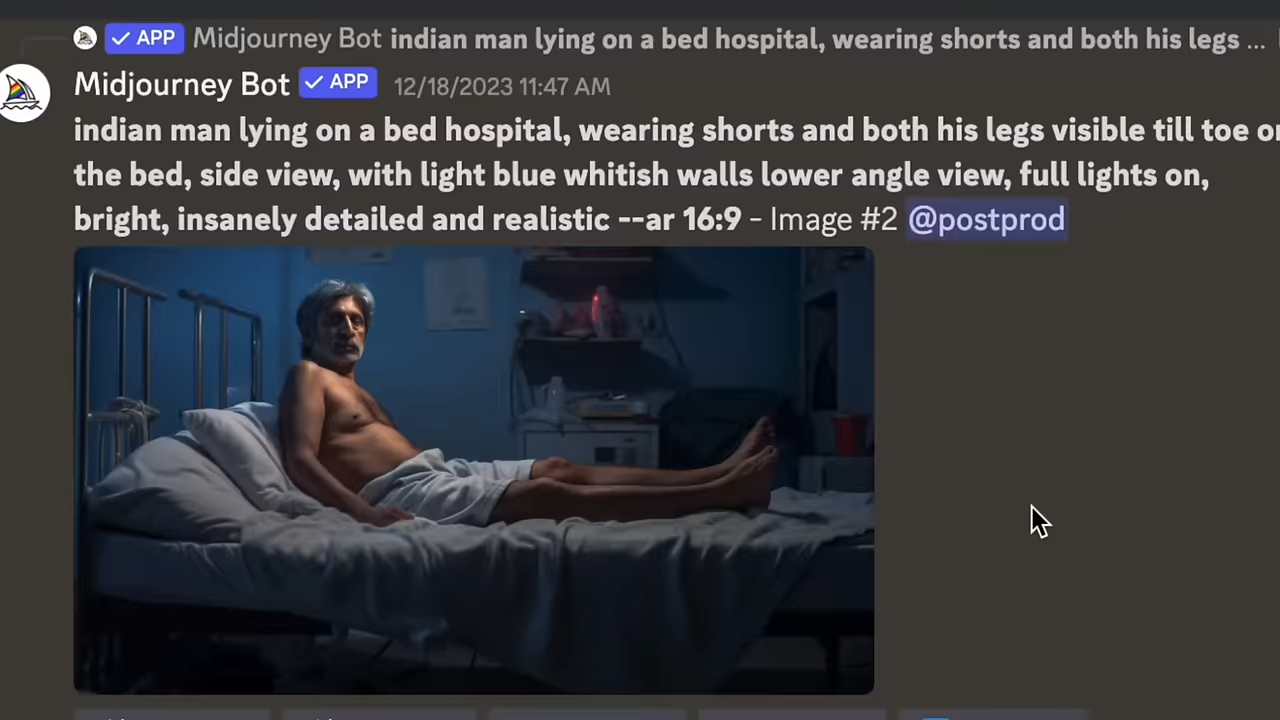 APP Midjourney Bot indian man lying on a bed hospital, wearing shorts and both his legs ...
Midjourney Bot APP 12/18/2023 11:47 AM
indian man lying on a bed hospital, wearing shorts and both his legs visible till toe
the bed, side view, with light blue whitish walls lower angle view, full lights on,
bright, insanely detailed and realistic --ar 16:9 - Image #2 @postprod